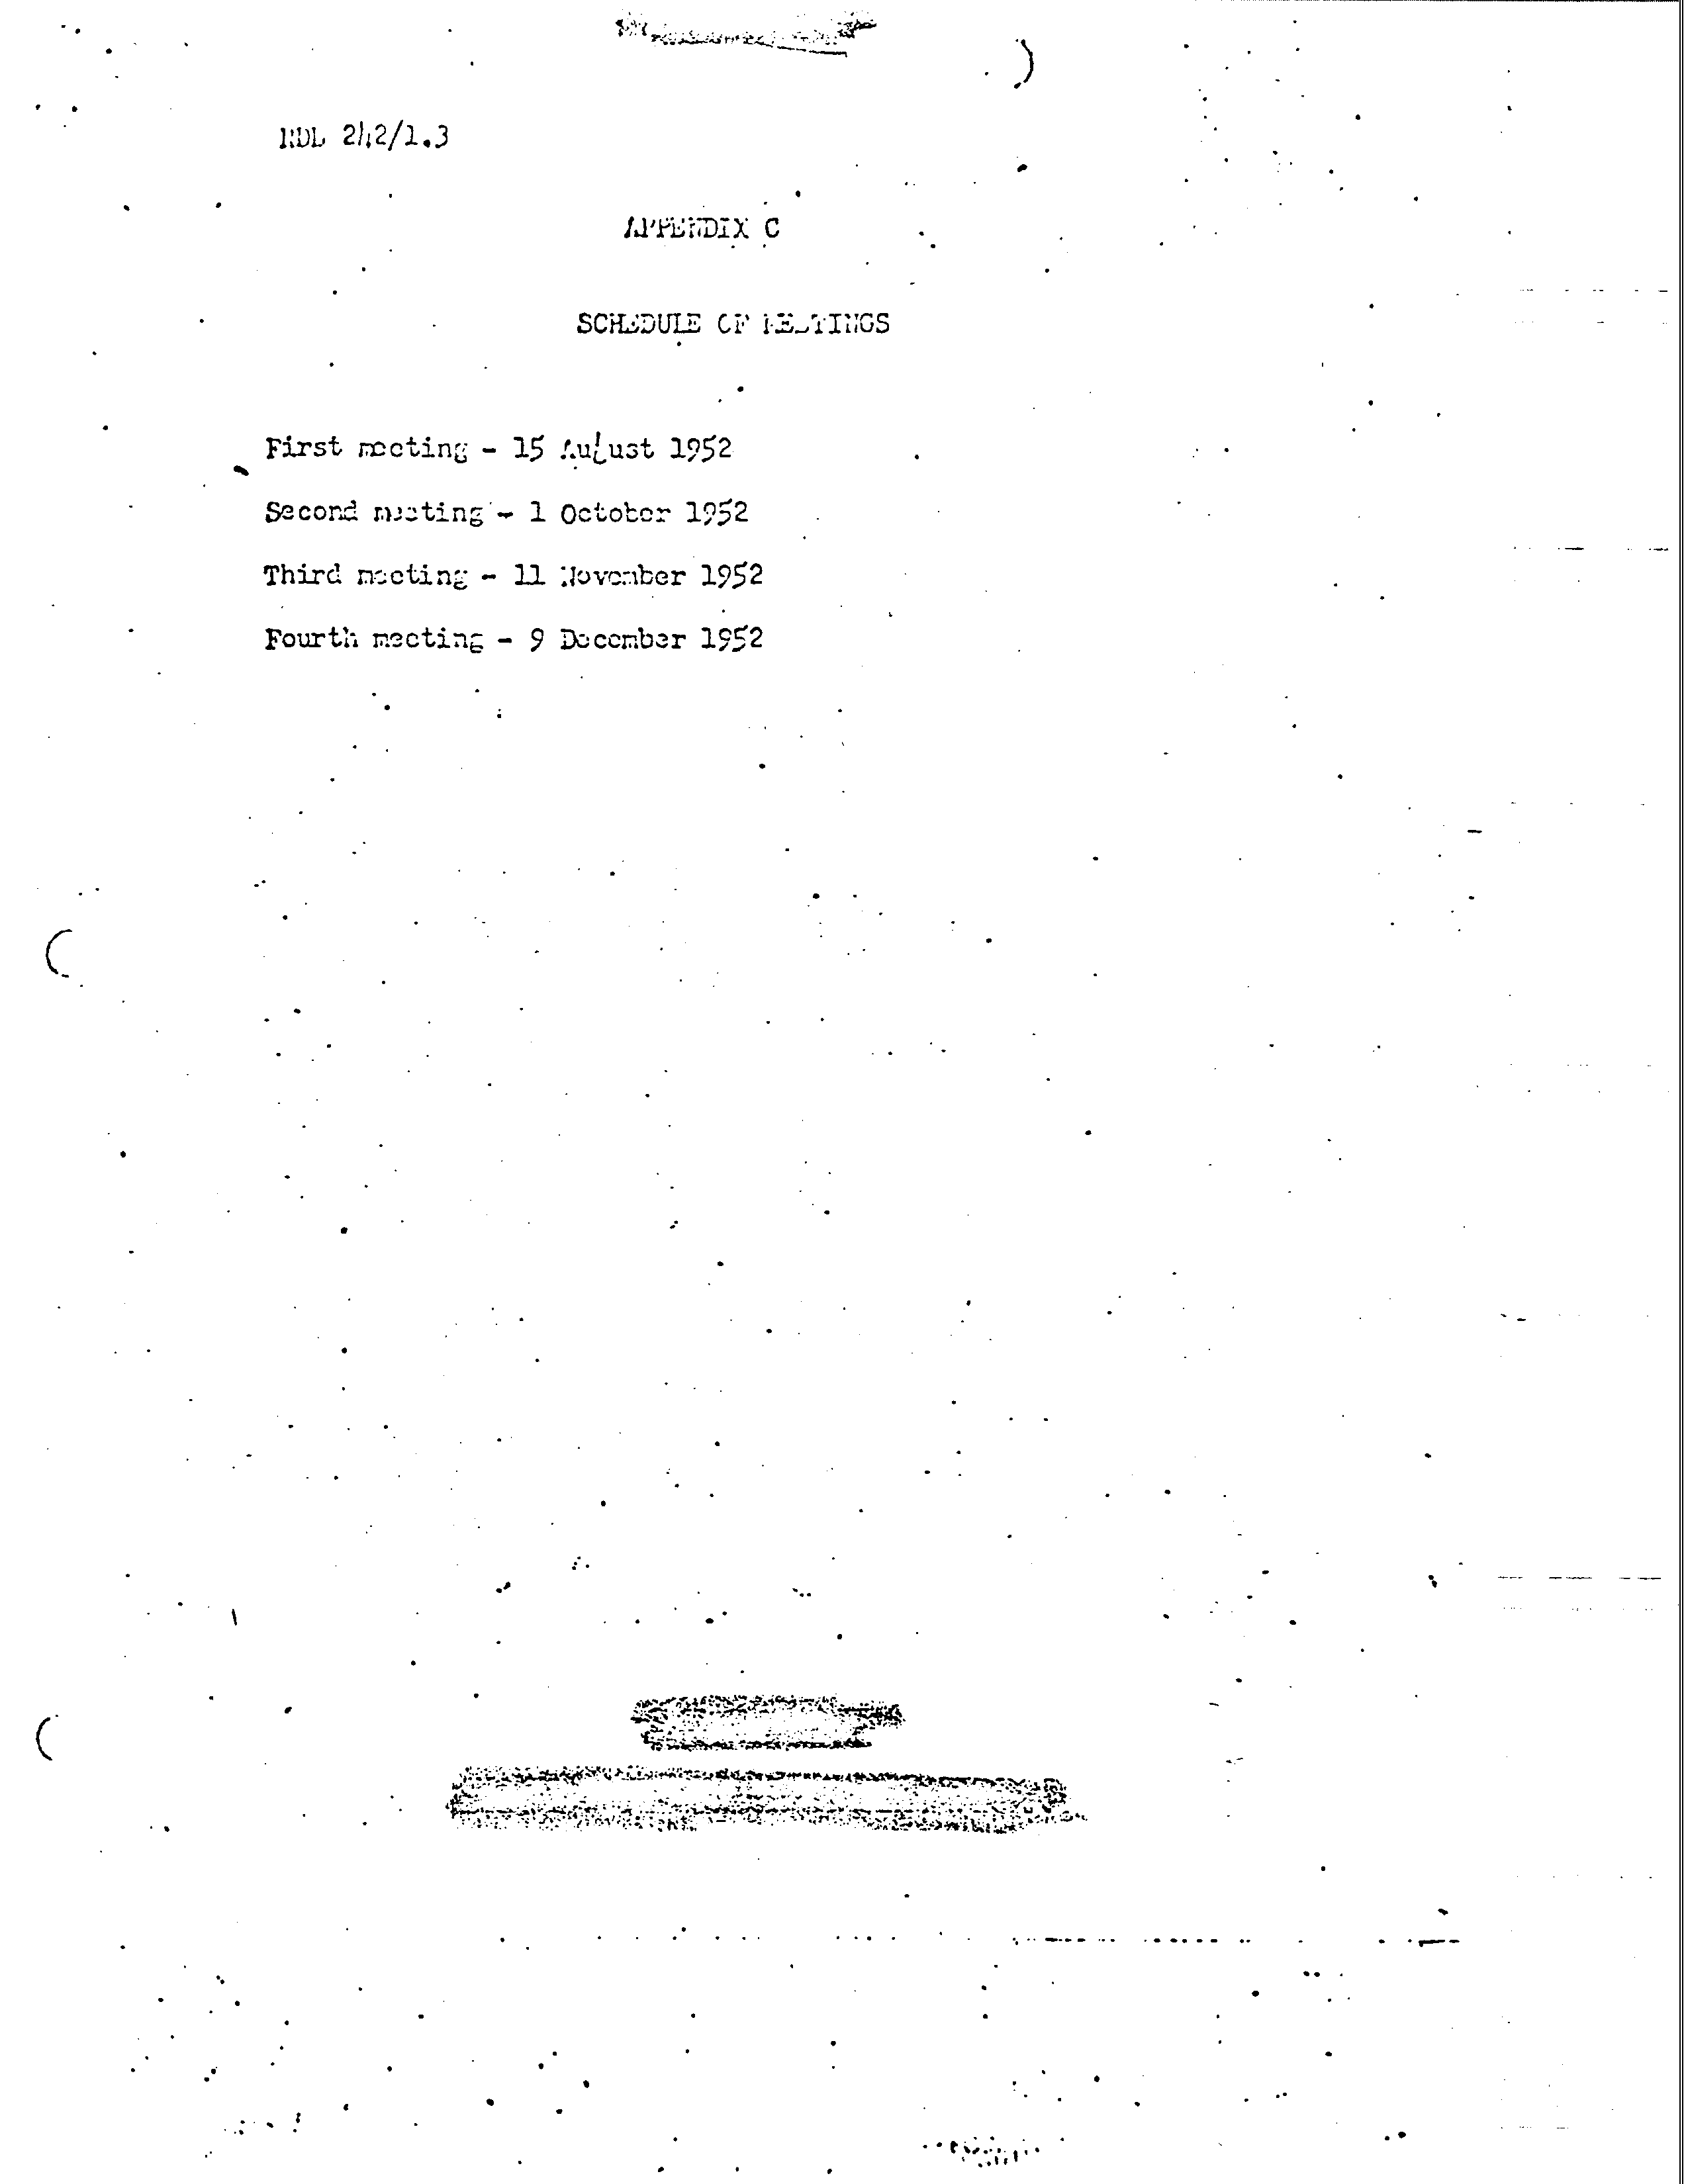 RDL 242/1.3
APPENDIX C
SCHEDULE OF MEETINGS
First meeting - 15 August 1952
Second meeting - 1 October 1952
Third meeting - 11 November 1952
Fourth meeting - 9 December 1952